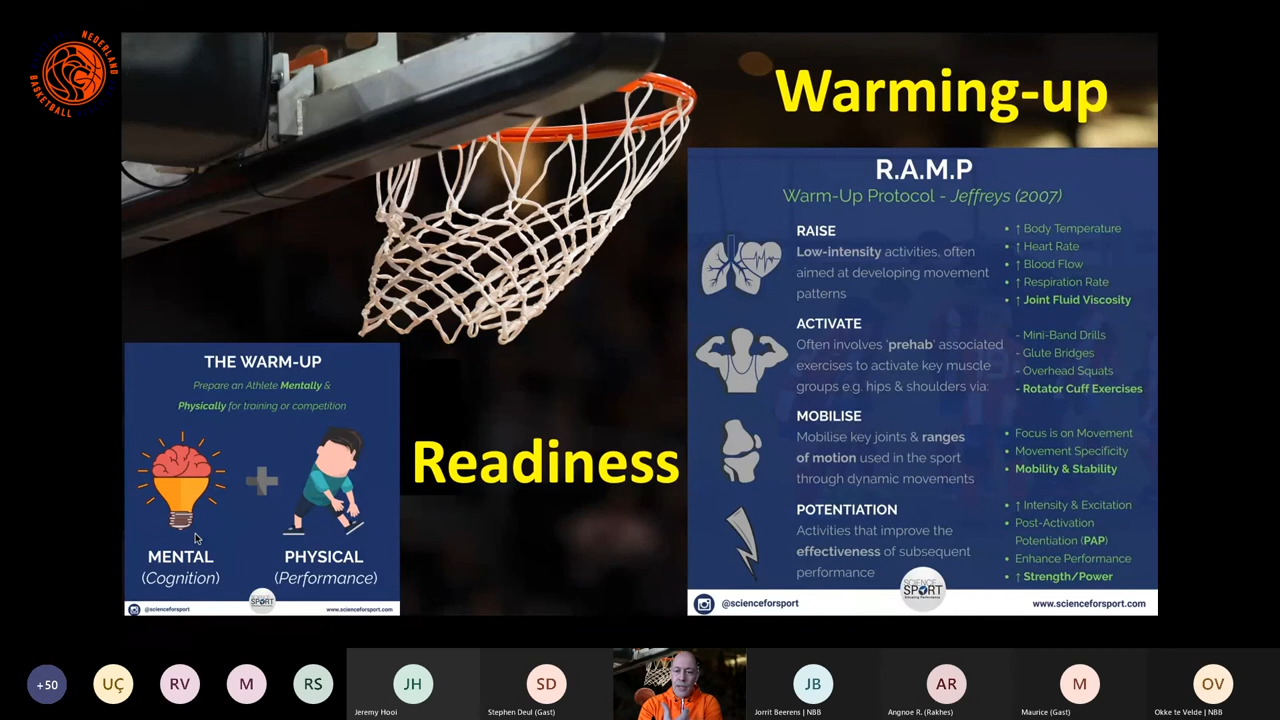 NEDERLAND
BASKETBALL
Warming-up
R.A.M.P
Warm-Up Protocol - Jeffreys (2007)
RAISE
Low-intensity activities, often
aimed at developing movement
patterns
• ↑ Body Temperature
• ↑ Heart Rate
• ↑ Blood Flow
• ↑ Respiration Rate
• ↑ Joint Fluid Viscosity
ACTIVATE
Often involves 'prehab' associated
exercises to activate key muscle
groups e.g. hips & shoulders via:
- Mini-Band Drills
- Glute Bridges
- Overhead Squats
- Rotator Cuff Exercises
MOBILISE
Mobilise key joints & ranges
of motion used in the sport
through dynamic movements
• Focus is on Movement
• Movement Specificity
• Mobility & Stability
POTENTIATION
Activities that improve the
effectiveness of subsequent
performance
• ↑ Intensity & Excitation
• Post-Activation
Potentiation (PAP)
• Enhance Performance
• ↑ Strength/Power
@scienceforsport
SCIENCE
SPORT
www.scienceforsport.com
THE WARM-UP
Prepare an Athlete Mentally &
Physically for training or competition
MENTAL
(Cognition)
PHYSICAL
(Performance)
@scienceforsport
SPORT
www.scienceforsport.com
Readiness
+50
UÇ
RV
M
RS
JH
Jeremy Hooi
SD
Stephen Deul (Gast)
JB
Jorrit Beerens | NBB
AR
Angnoe R. (Rakhes)
M
Maurice (Gast)
OV
Okke te Velde | NBB